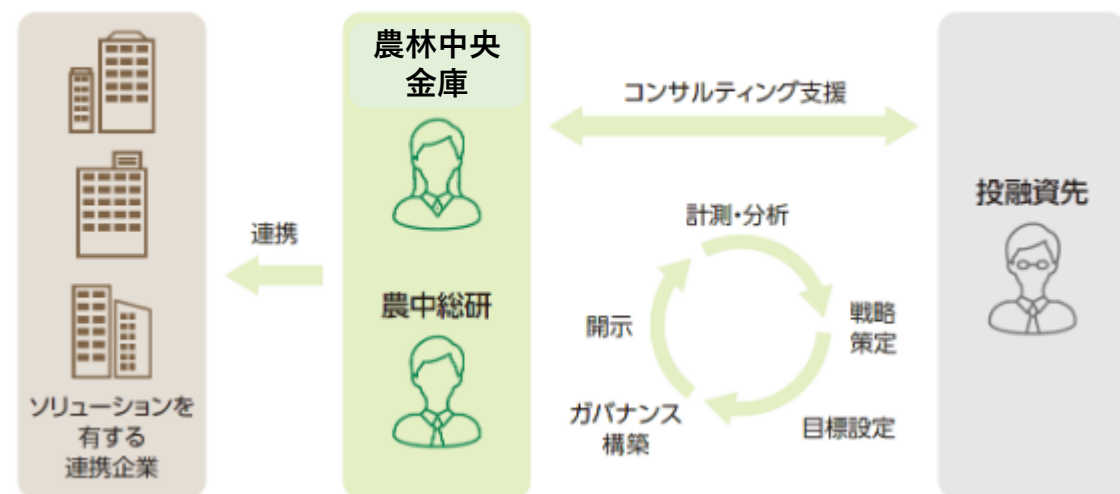 ソリューションを
有する
連携企業
連携
農林中央
金庫
農中総研
コンサルティング支援
計測・分析
戦略
策定
目標設定
ガバナンス
構築
開示
投融資先